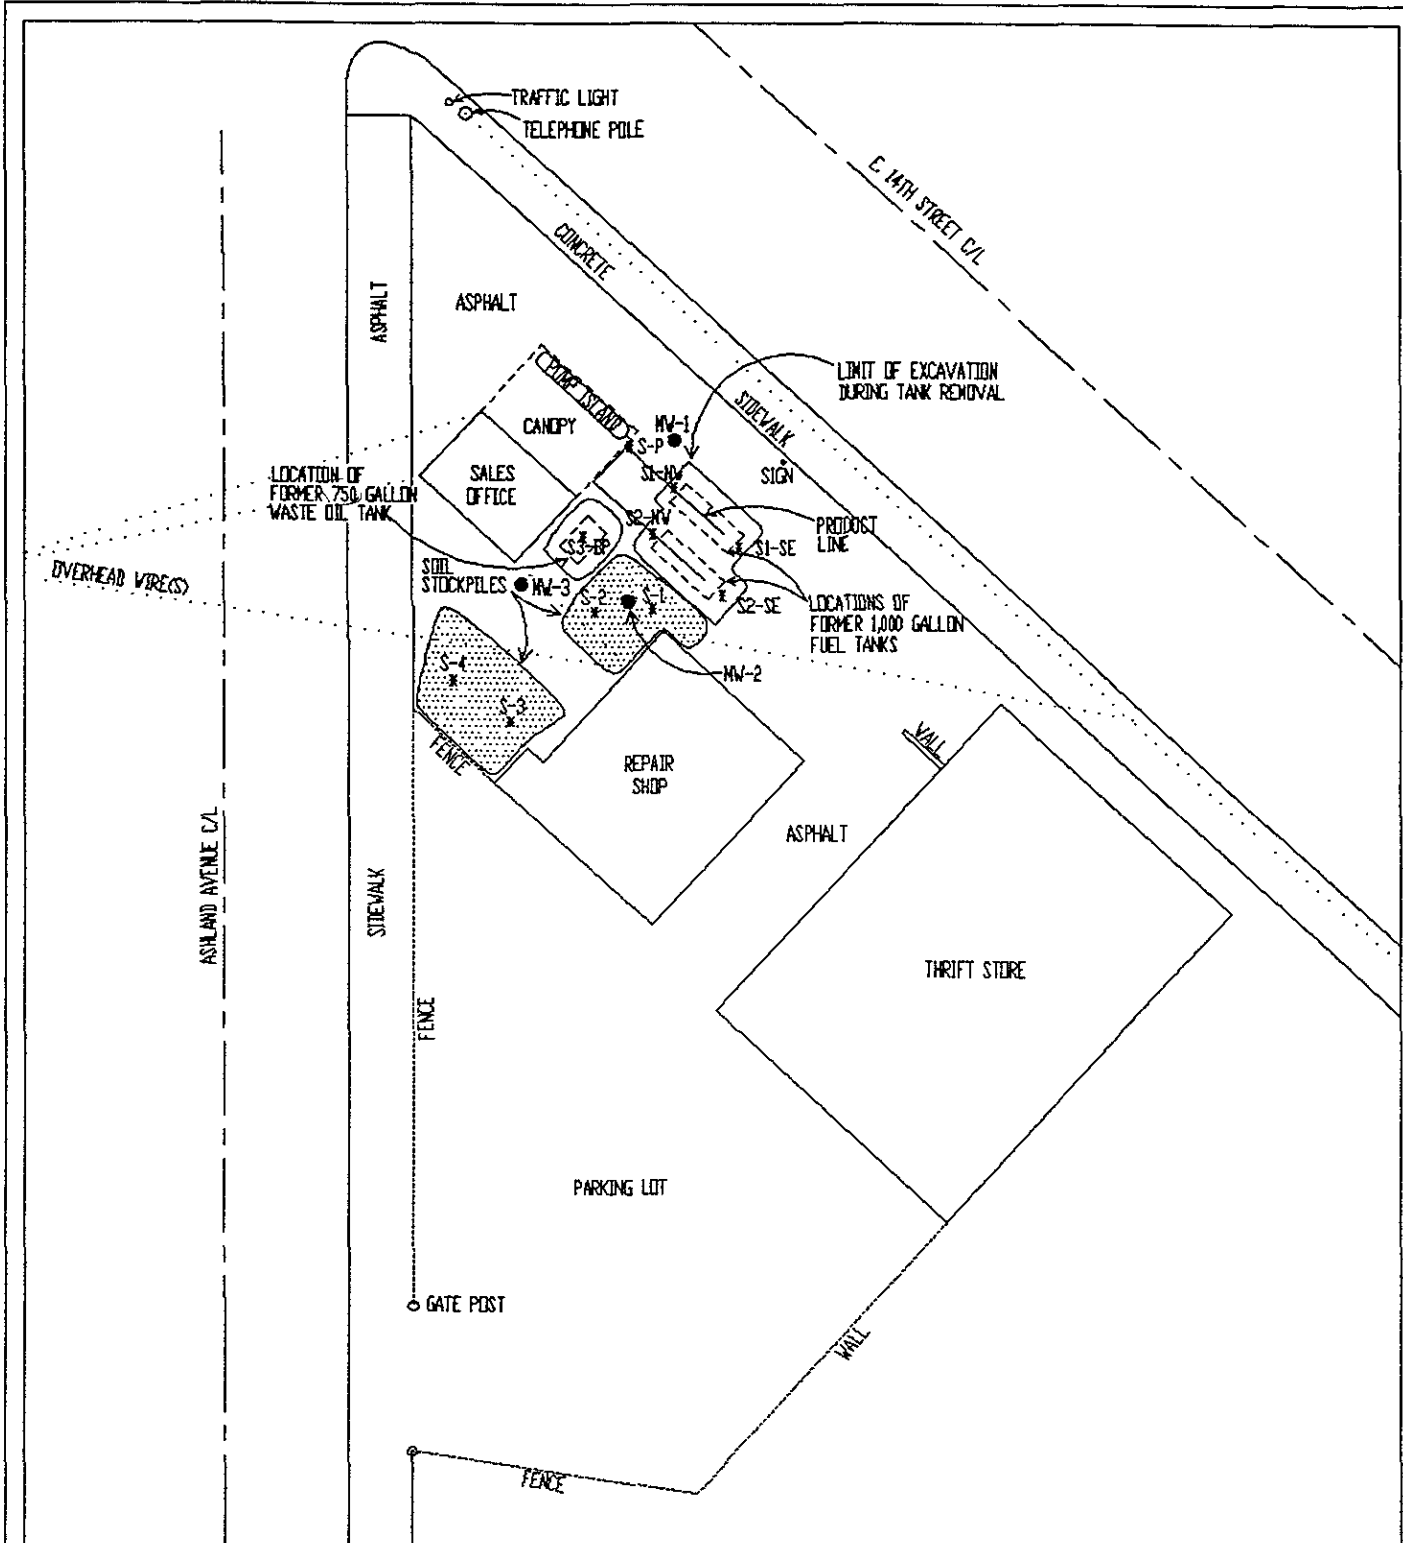 TRAFFIC LIGHT
TELEPHONE POLE
E. 14TH STREET C/L
CONCRETE
ASPHALT
ASPHALT
LIMIT OF EXCAVATION
DURING TANK REMOVAL
PUMP ISLAND
SIDEWALK
CANOPY
MW-1
S-P
SIGN
S1-NW
LOCATION OF
FORMER 750 GALLON
WASTE OIL TANK
SALES
OFFICE
S2-NW
PRODUCT
LINE
S3-BP
S1-SE
OVERHEAD WIRE(S)
SOIL
STOCKPILES
MW-3
S-2
S-1
S2-SE
LOCATIONS OF
FORMER 1,000 GALLON
FUEL TANKS
S-4
MW-2
S-3
FENCE
WALL
REPAIR
SHOP
ASPHALT
ASHLAND AVENUE C/L
SIDEWALK
THRIFT STORE
FENCE
PARKING LOT
GATE POST
WALL
FENCE